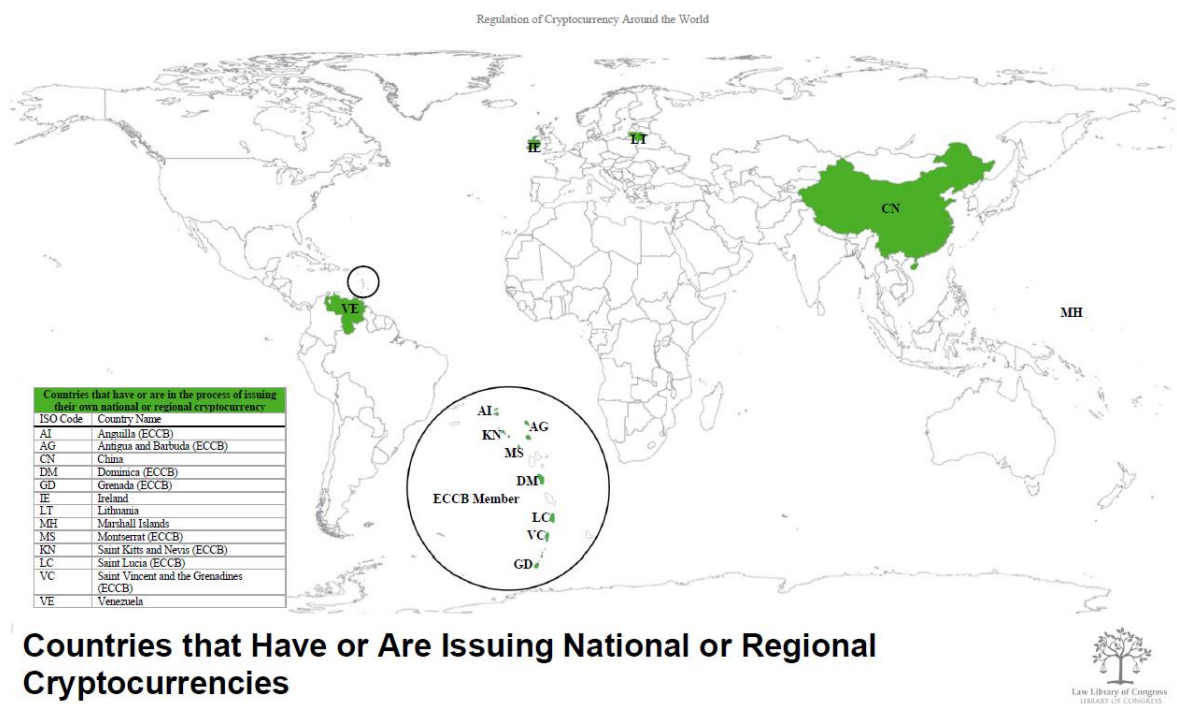 Regulation of Cryptocurrency Around the World
IE
LT
CN
VE
MH
Countries that have or are in the process of issuing
their own national or regional cryptocurrency
ISO Code Country Name
AI Anguilla (ECCB)
AG Antigua and Barbuda (ECCB)
CN China
DM Dominica (ECCB)
GD Grenada (ECCB)
IE Ireland
LT Lithuania
MH Marshall Islands
MS Montserrat (ECCB)
KN Saint Kitts and Nevis (ECCB)
LC Saint Lucia (ECCB)
VC Saint Vincent and the Grenadines
(ECCB)
VE Venezuela
AI
AG
KN
MS
DM
ECCB Member
LC
VC
GD
Countries that Have or Are Issuing National or Regional
Cryptocurrencies
Law Library of Congress
LIBRARY OF CONGRESS